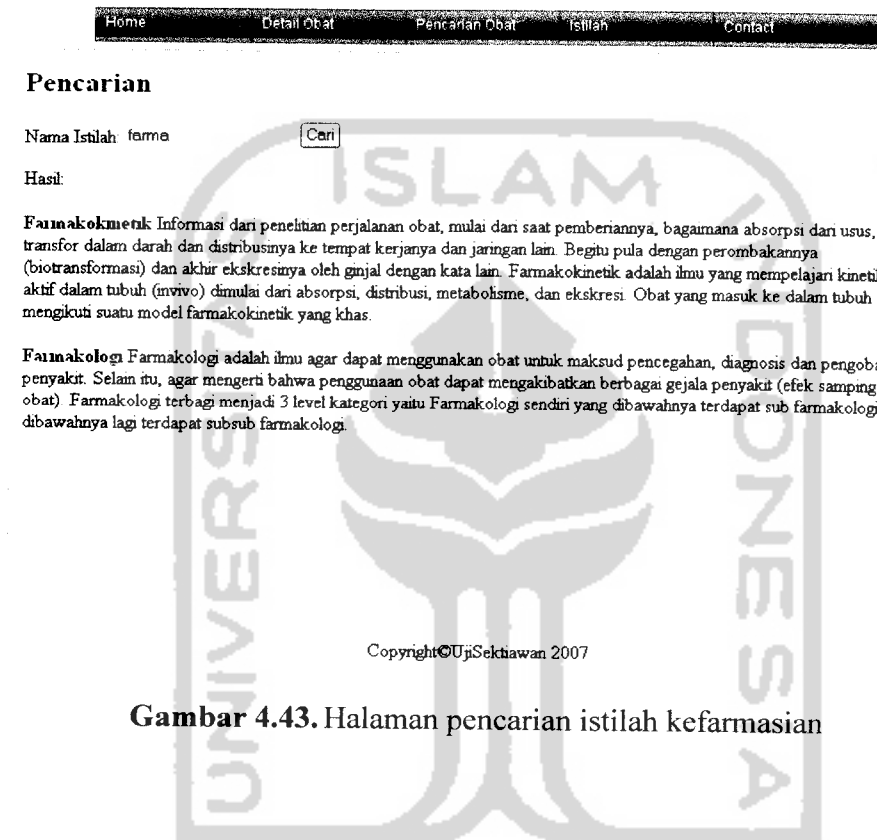 Home Detail Obat Pencarian Obat Istilah Contact
Pencarian
Nama Istilah: farma Cari
Hasil:
Farmakokinetik Informasi dari penelitian perjalanan obat, mulai dari saat pemberiannya, bagaimana absorpsi dari usus,
transfor dalam darah dan distribusinya ke tempat kerjanya dan jaringan lain. Begitu pula dengan perombakannya
(biotransformasi) dan akhir ekskresinya oleh ginjal dengan kata lain. Farmakokinetik adalah ilmu yang mempelajari kinetik
aktif dalam tubuh (invivo) dimulai dari absorpsi, distribusi, metabolisme, dan ekskresi. Obat yang masuk ke dalam tubuh
mengikuti suatu model farmakokinetik yang khas.
Farmakologi Farmakologi adalah ilmu agar dapat menggunakan obat untuk maksud pencegahan, diagnosis dan pengoba
penyakit. Selain itu, agar mengerti bahwa penggunaan obat dapat mengakibatkan berbagai gejala penyakit (efek samping
obat). Farmakologi terbagi menjadi 3 level kategori yaitu Farmakologi sendiri yang dibawahnya terdapat sub farmakologi
dibawahnya lagi terdapat subsub farmakologi.
Copyright©UjiSektiawan 2007
Gambar 4.43. Halaman pencarian istilah kefarmasian
ISLAM
UNIVERSITAS
INDONESIA